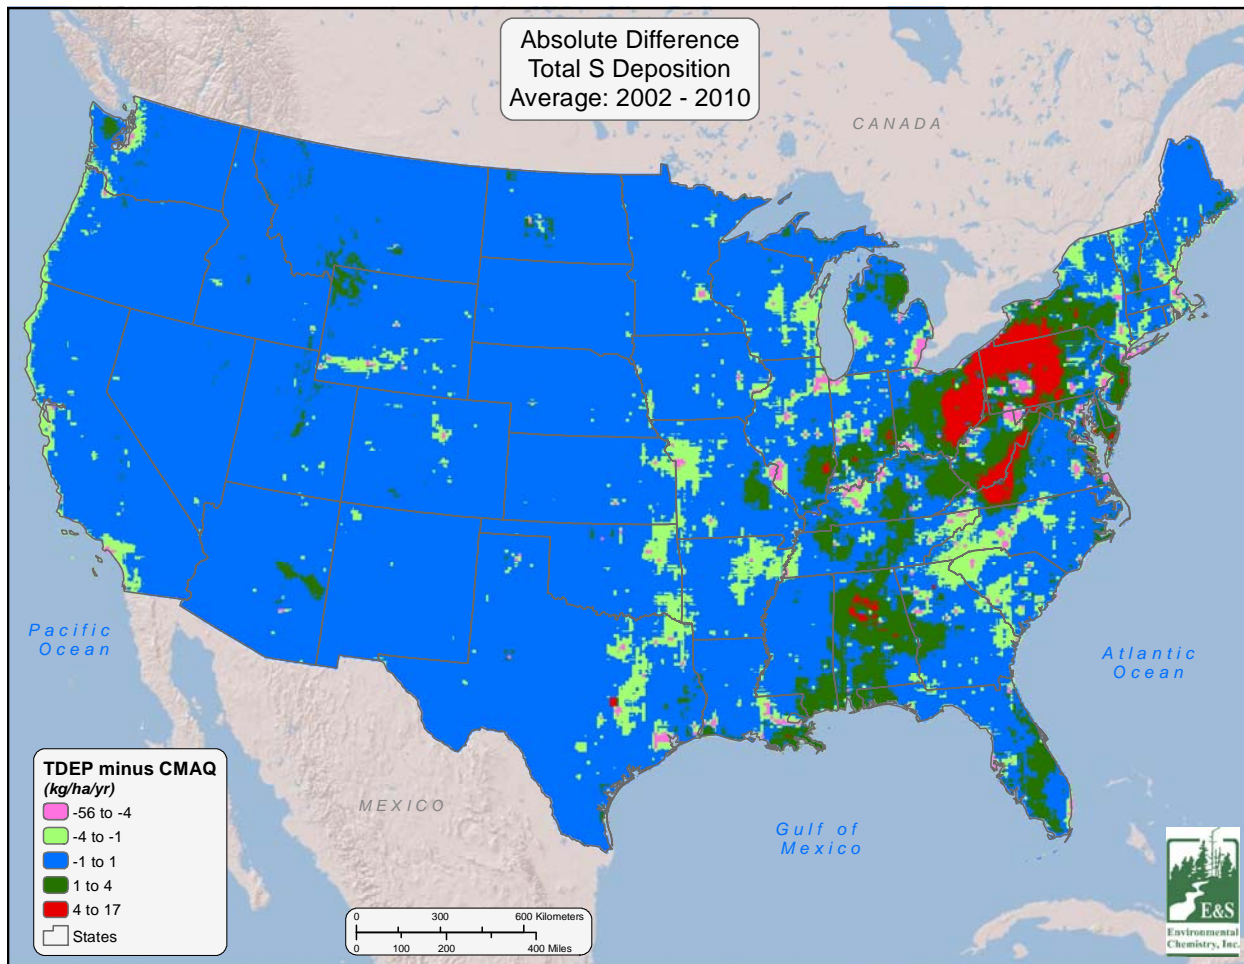 Absolute Difference
Total S Deposition
Average: 2002 - 2010
CANADA
Pacific
Ocean
Atlantic
Ocean
MEXICO
Gulf of
Mexico
TDEP minus CMAQ
(kg/ha/yr)
-56 to -4
-4 to -1
-1 to 1
1 to 4
4 to 17
States
0 300 600 Kilometers
0 100 200 400 Miles
E&S
Environmental
Chemistry, Inc.